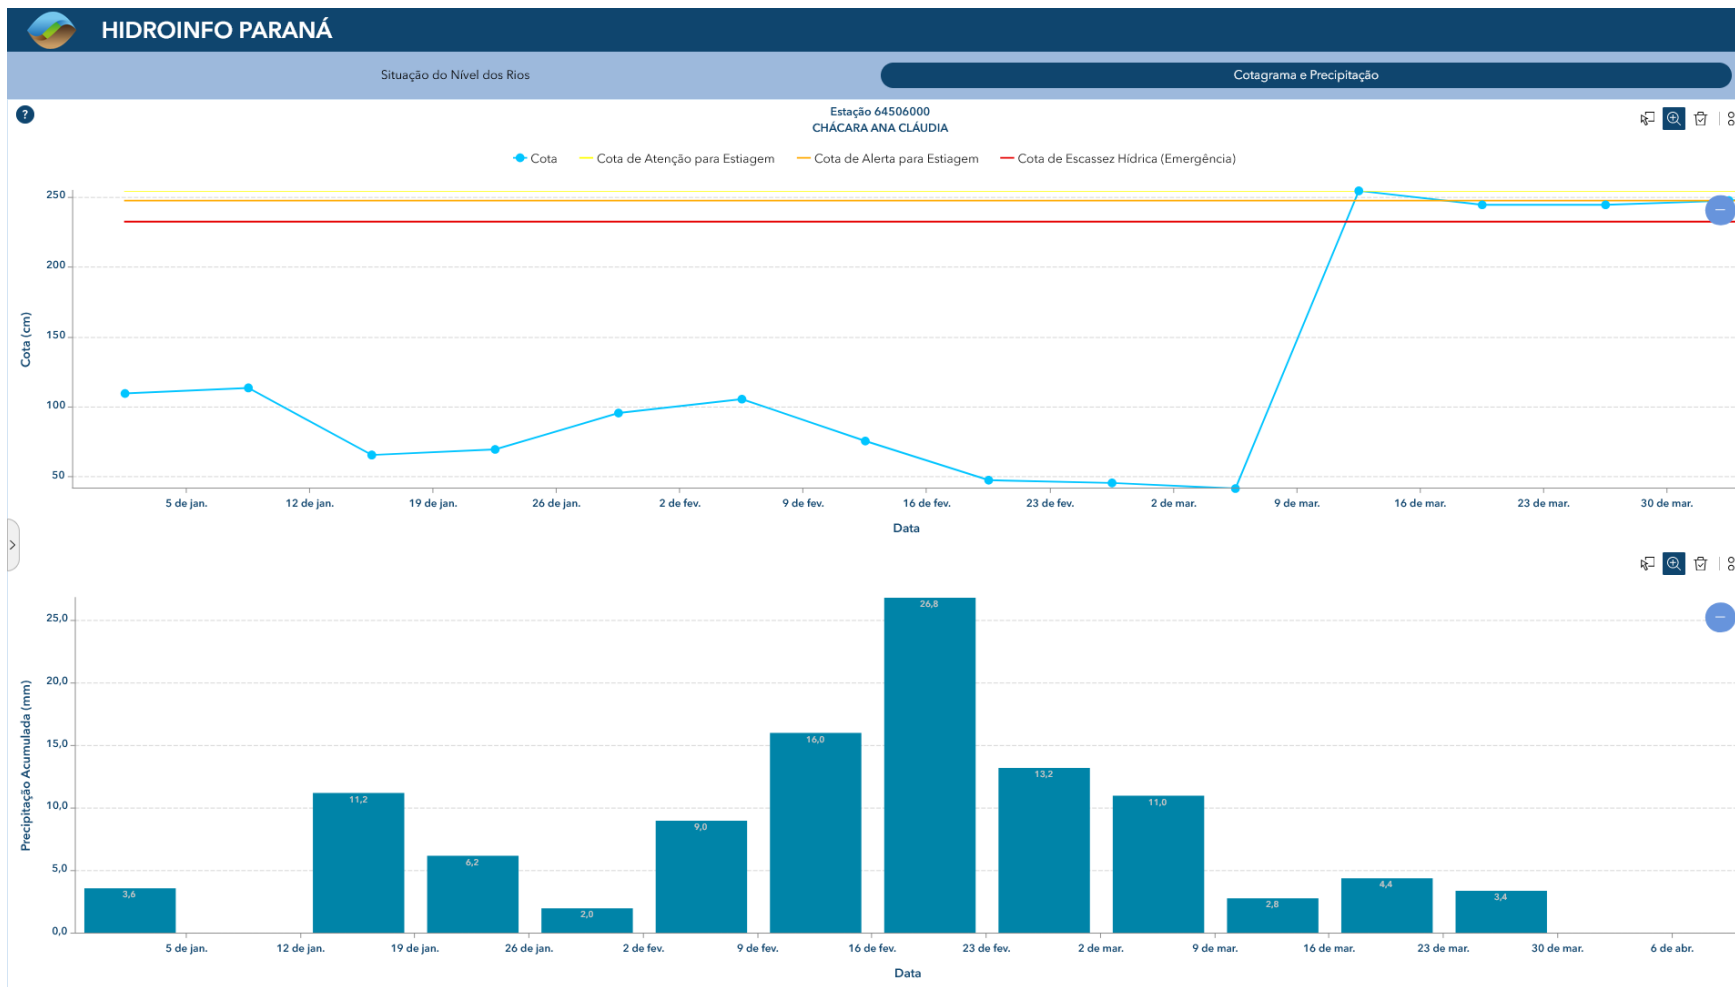 HIDROINFO PARANÁ
Situação do Nível dos Rios
Cotagrama e Precipitação
?
Estação 64506000
CHÁCARA ANA CLÁUDIA
Cota
Cota de Atenção para Estiagem
Cota de Alerta para Estiagem
Cota de Escassez Hídrica (Emergência)
Cota (cm)
250
200
150
100
50
5 de jan.
12 de jan.
19 de jan.
26 de jan.
2 de fev.
9 de fev.
16 de fev.
23 de fev.
2 de mar.
9 de mar.
16 de mar.
23 de mar.
30 de mar.
Data
Precipitação Acumulada (mm)
25,0
20,0
15,0
10,0
5,0
0,0
3,6
11,2
6,2
2,0
9,0
16,0
26,8
13,2
11,0
2,8
4,4
3,4
5 de jan.
12 de jan.
19 de jan.
26 de jan.
2 de fev.
9 de fev.
16 de fev.
23 de fev.
2 de mar.
9 de mar.
16 de mar.
23 de mar.
30 de mar.
6 de abr.
Data